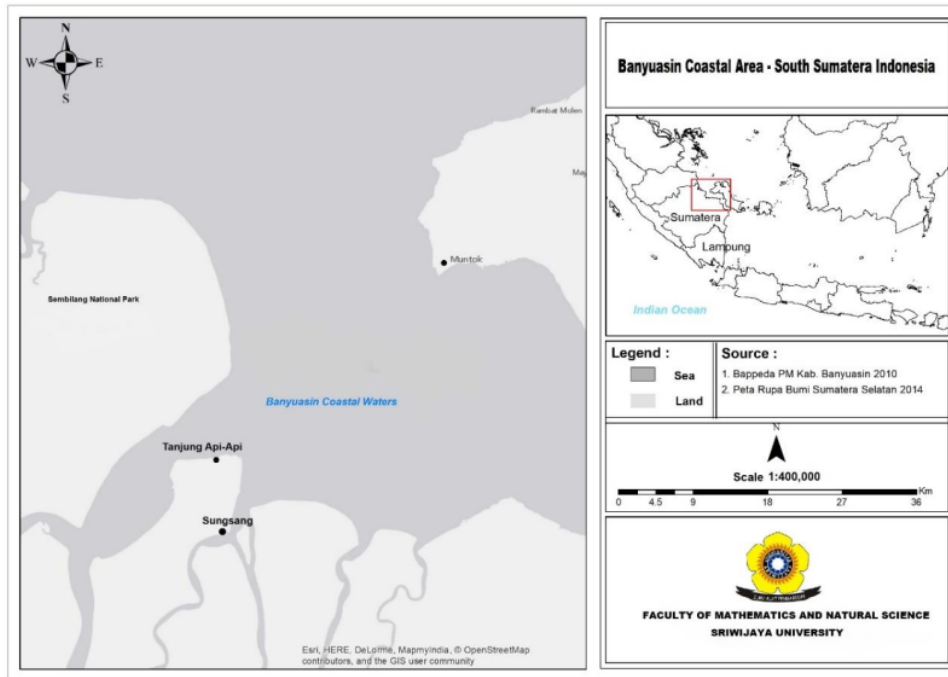 N
W E
S
Rambat Molen
May
Muntok
Sembilang National Park
Banyuasin Coastal Waters
Tanjung Api-Api
Sungsang
Esri, HERE, DeLorme, MapmyIndia, © OpenStreetMap
contributors, and the GIS user community
Banyuasin Coastal Area - South Sumatera Indonesia
Sumatera
Lampung
Indian Ocean
Legend :
Sea
Land
Source :
1. Bappeda PM Kab. Banyuasin 2010
2. Peta Rupa Bumi Sumatera Selatan 2014
N
Scale 1:400,000
0 4.5 9 18 27 36 Km
FACULTY OF MATHEMATICS AND NATURAL SCIENCE
SRIWIJAYA UNIVERSITY